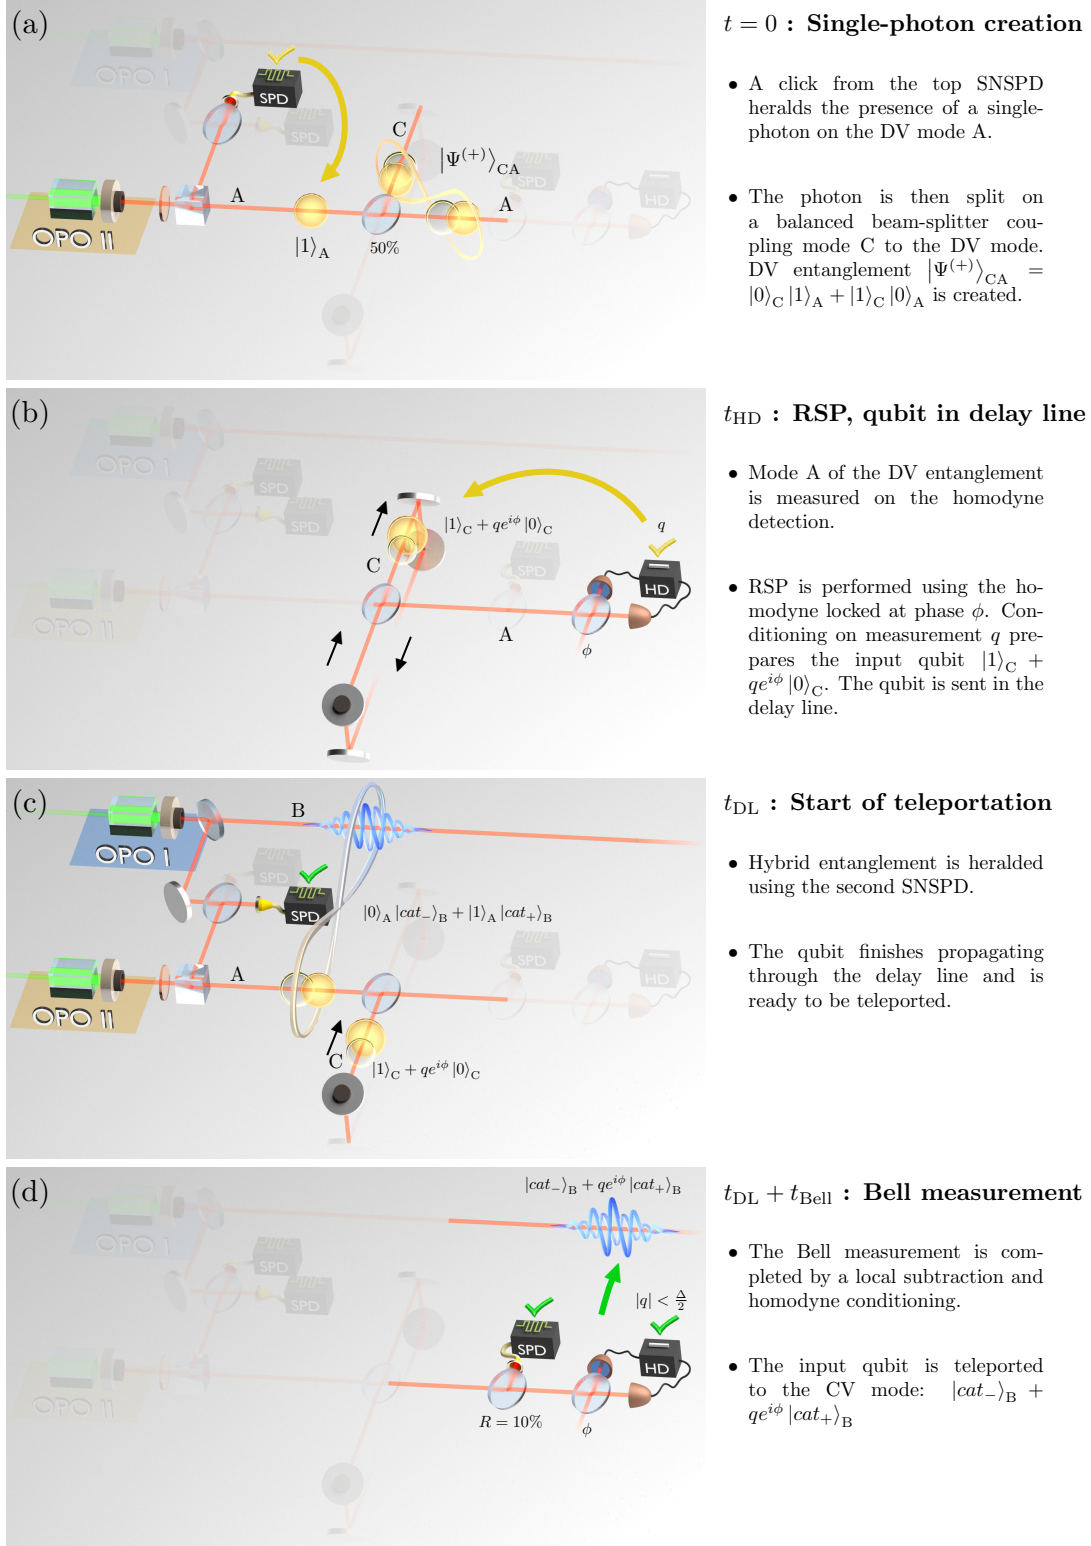 (a)
t = 0 : Single-photon creation
SPD
SPD
OPO I
C
|Ψ^(+)⟩_CA
A
A
|1⟩_A
50%
OPO II
HD
• A click from the top SNSPD
heralds the presence of a single-
photon on the DV mode A.
• The photon is then split on
a balanced beam-splitter cou-
pling mode C to the DV mode.
DV entanglement |Ψ^(+)⟩_CA =
|0⟩_C |1⟩_A + |1⟩_C |0⟩_A is created.
(b)
t_HD : RSP, qubit in delay line
OPO I
SPD
SPD
|1⟩_C + qe^{iϕ} |0⟩_C
q
C
SPD
HD
OPO II
A
ϕ
• Mode A of the DV entanglement
is measured on the homodyne
detection.
• RSP is performed using the ho-
modyne locked at phase ϕ. Con-
ditioning on measurement q pre-
pares the input qubit |1⟩_C +
qe^{iϕ} |0⟩_C. The qubit is sent in the
delay line.
(c)
t_DL : Start of teleportation
B
OPO I
SPD
|0⟩_A |cat_−⟩_B + |1⟩_A |cat_+⟩_B
A
HD
OPO II
C
|1⟩_C + qe^{iϕ} |0⟩_C
• Hybrid entanglement is heralded
using the second SNSPD.
• The qubit finishes propagating
through the delay line and is
ready to be teleported.
(d)
t_DL + t_Bell : Bell measurement
|cat_−⟩_B + qe^{iϕ} |cat_+⟩_B
OPO I
SPD
SPD
|q| < Δ/2
SPD
HD
OPO II
R = 10%
ϕ
• The Bell measurement is com-
pleted by a local subtraction and
homodyne conditioning.
• The input qubit is teleported
to the CV mode: |cat_−⟩_B +
qe^{iϕ} |cat_+⟩_B